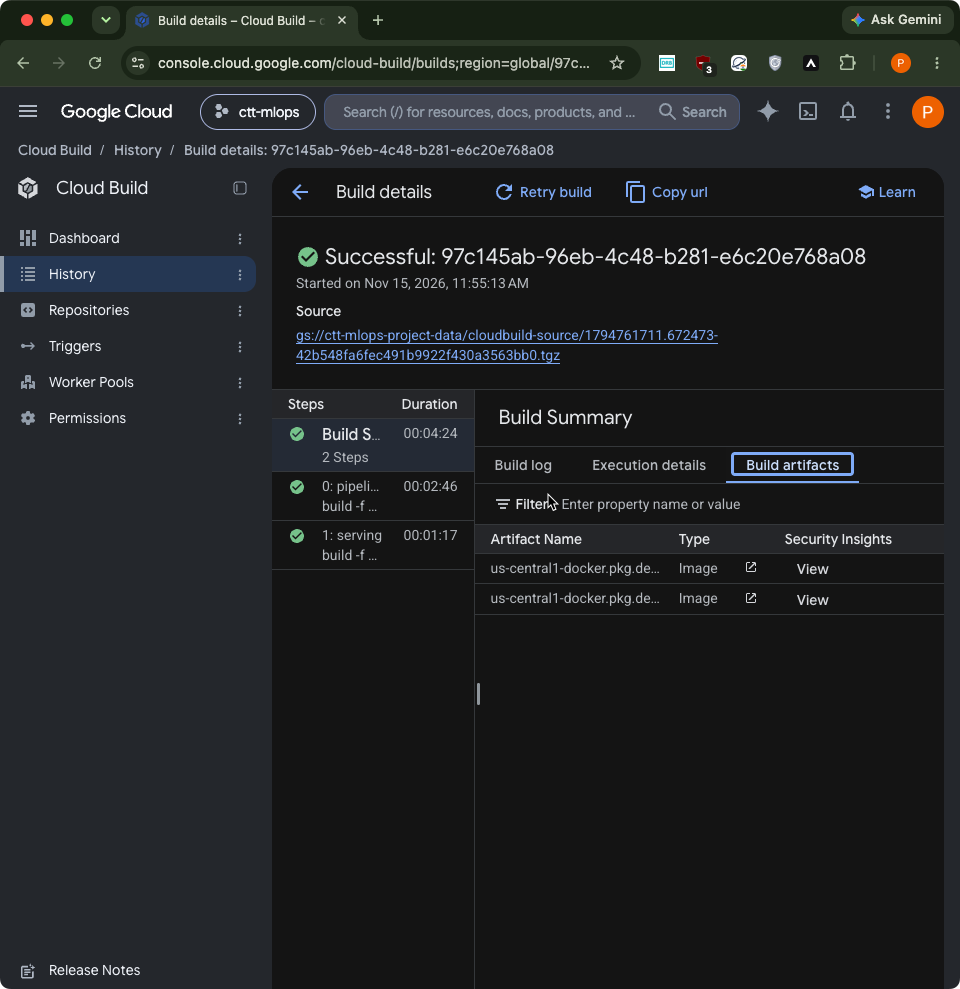 Build details – Cloud Build – c
Ask Gemini
console.cloud.google.com/cloud-build/builds;region=global/97c...
DRB
3
P
Google Cloud
ctt-mlops
Search (/) for resources, docs, products, and ...
Search
P
Cloud Build / History / Build details: 97c145ab-96eb-4c48-b281-e6c20e768a08
Cloud Build
Dashboard
History
Repositories
Triggers
Worker Pools
Permissions
Release Notes
Build details
Retry build
Copy url
Learn
Successful: 97c145ab-96eb-4c48-b281-e6c20e768a08
Started on Nov 15, 2026, 11:55:13 AM
Source
gs://ctt-mlops-project-data/cloudbuild-source/1794761711.672473-
42b548fa6fec491b9922f430a3563bb0.tgz
Steps Duration
Build S... 00:04:24
2 Steps
0: pipeli... 00:02:46
build -f ...
1: serving 00:01:17
build -f ...
Build Summary
Build log Execution details Build artifacts
Filter Enter property name or value
Artifact Name Type Security Insights
us-central1-docker.pkg.de... Image View
us-central1-docker.pkg.de... Image View